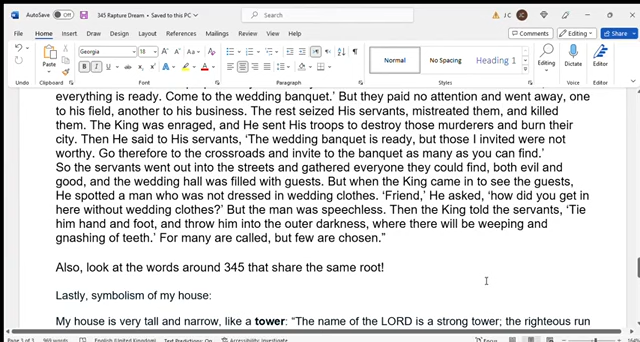 AutoSave Off 345 Rapture Dream • Saved to this PC Search J C JC
File Home Insert Draw Design Layout References Mailings Review View Help Comments Editing Share
Georgia 18
Paste
B I
Normal No Spacing Heading 1
Editing Dictate
Clipboard Font Paragraph Styles Voice
everything is ready. Come to the wedding banquet.’ But they paid no attention and went away, one
to his field, another to his business. The rest seized His servants, mistreated them, and killed
them. The King was enraged, and He sent His troops to destroy those murderers and burn their
city. Then He said to His servants, ‘The wedding banquet is ready, but those I invited were not
worthy. Go therefore to the crossroads and invite to the banquet as many as you can find.’
So the servants went out into the streets and gathered everyone they could find, both evil and
good, and the wedding hall was filled with guests. But when the King came in to see the guests,
He spotted a man who was not dressed in wedding clothes. ‘Friend,’ He asked, ‘how did you get in
here without wedding clothes?’ But the man was speechless. Then the King told the servants, ‘Tie
him hand and foot, and throw him into the outer darkness, where there will be weeping and
gnashing of teeth.’ For many are called, but few are chosen.”
Also, look at the words around 345 that share the same root!
Lastly, symbolism of my house:
My house is very tall and narrow, like a tower: “The name of the LORD is a strong tower; the righteous run
Page 3 of 3 969 words English (United Kingdom) Text Predictions: On Accessibility: Investigate Focus